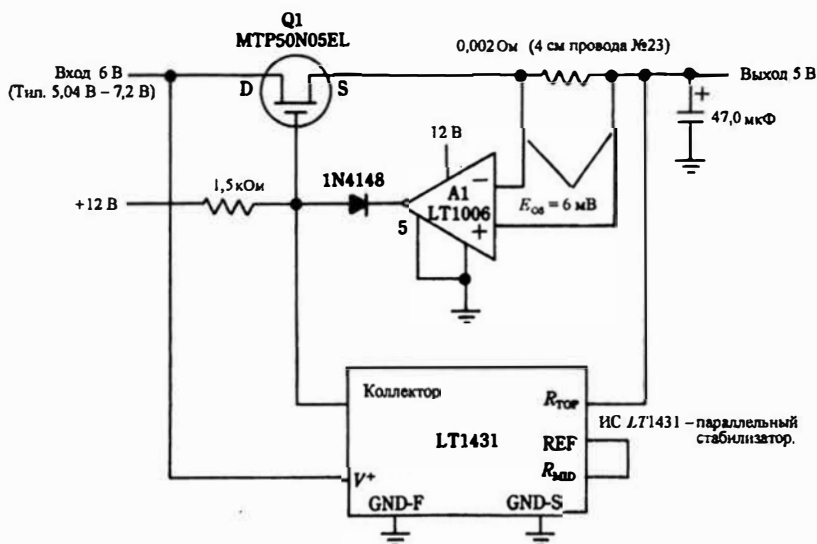 Q1
MTP50N05EL
0,002 Ом (4 см провода №23)
Вход 6 В
(Тип. 5,04 В – 7,2 В)
D
S
Выход 5 В
+
47,0 мкФ
12 В
1,5 кОм
1N4148
–
A1
LT1006
+
5
E_Об = 6 мВ
+12 В
Коллектор
R_TOP
ИС LT1431 – параллельный
стабилизатор.
LT1431
REF
R_MID
V+
GND-F
GND-S